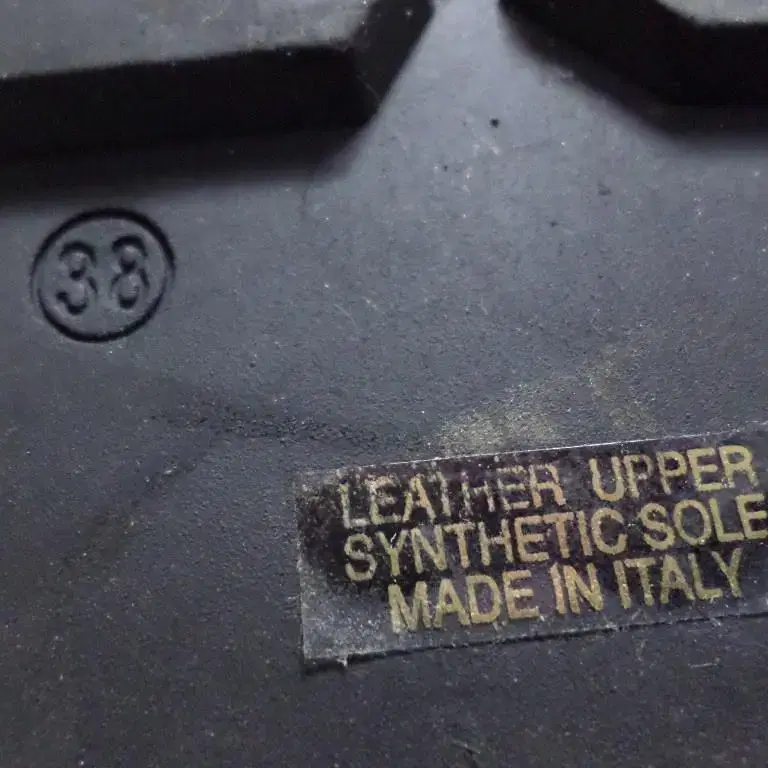 38
LEATHER UPPER
SYNTHETIC SOLE
MADE IN ITALY